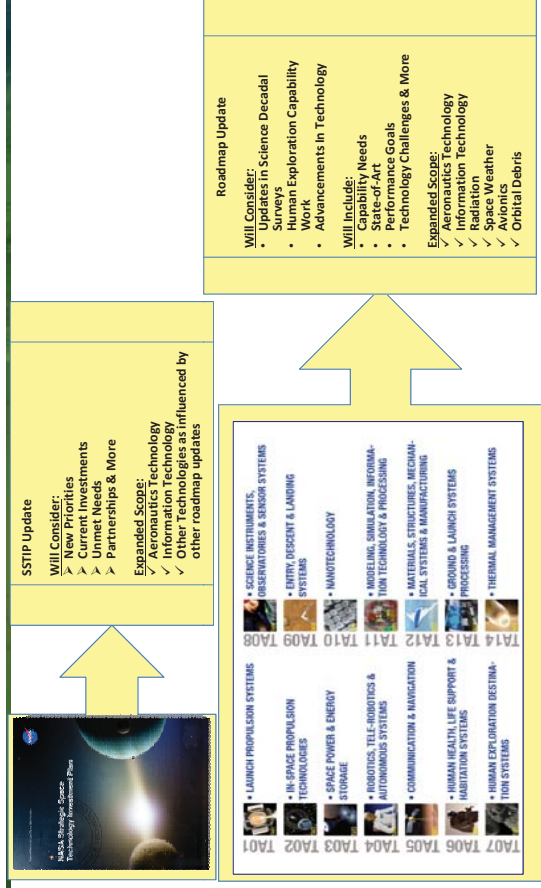 NASA Strategic Space
Technology Investment Plan
SSTIP Update
Will Consider:
➢ New Priorities
➢ Current Investments
➢ Unmet Needs
➢ Partnerships & More
Expanded Scope:
✓ Aeronautics Technology
✓ Information Technology
✓ Other Technologies as influenced by
other roadmap updates
TA01 • LAUNCH PROPULSION SYSTEMS
TA02 • IN-SPACE PROPULSION
TECHNOLOGIES
TA03 • SPACE POWER & ENERGY
STORAGE
TA04 • ROBOTICS, TELE-ROBOTICS &
AUTONOMOUS SYSTEMS
TA05 • COMMUNICATION & NAVIGATION
TA06 • HUMAN HEALTH, LIFE SUPPORT &
HABITATION SYSTEMS
TA07 • HUMAN EXPLORATION DESTINA-
TION SYSTEMS
TA08 • SCIENCE INSTRUMENTS,
OBSERVATORIES & SENSOR SYSTEMS
TA09 • ENTRY, DESCENT & LANDING
SYSTEMS
TA10 • NANOTECHNOLOGY
TA11 • MODELING, SIMULATION, INFORMA-
TION TECHNOLOGY & PROCESSING
TA12 • MATERIALS, STRUCTURES, MECHAN-
ICAL SYSTEMS & MANUFACTURING
TA13 • GROUND & LAUNCH SYSTEMS
PROCESSING
TA14 • THERMAL MANAGEMENT SYSTEMS
Roadmap Update
Will Consider:
• Updates in Science Decadal
Surveys
• Human Exploration Capability
Work
• Advancements In Technology
Will Include:
• Capability Needs
• State-of-Art
• Performance Goals
• Technology Challenges & More
Expanded Scope:
✓ Aeronautics Technology
✓ Information Technology
✓ Radiation
✓ Space Weather
✓ Avionics
✓ Orbital Debris